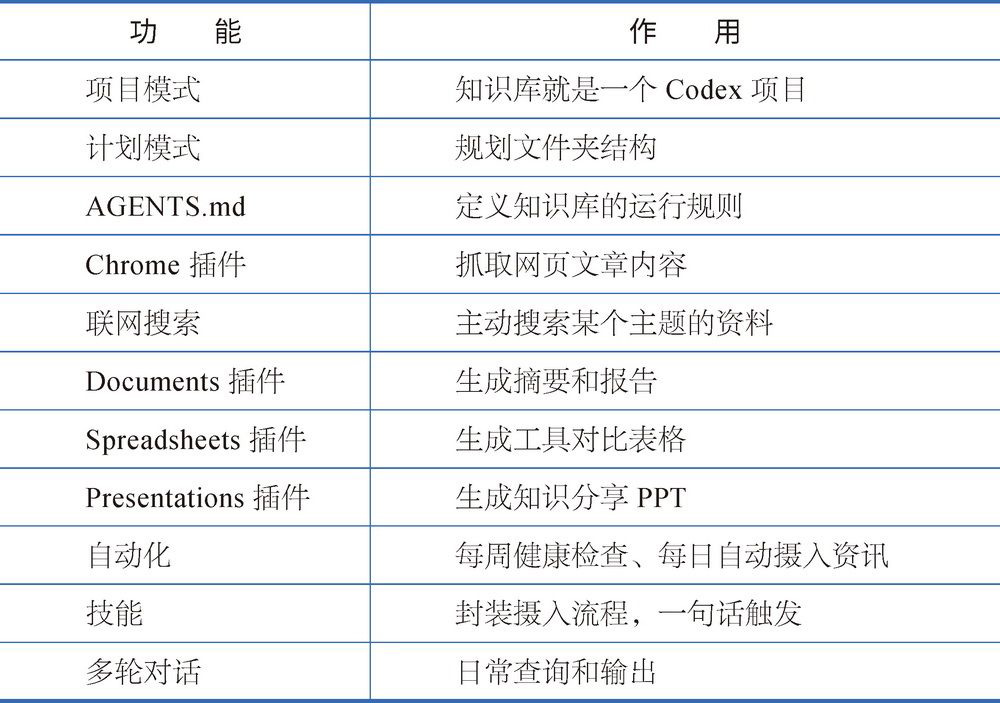 功 能 作 用
项目模式 知识库就是一个 Codex 项目
计划模式 规划文件夹结构
AGENTS.md 定义知识库的运行规则
Chrome 插件 抓取网页文章内容
联网搜索 主动搜索某个主题的资料
Documents 插件 生成摘要和报告
Spreadsheets 插件 生成工具对比表格
Presentations 插件 生成知识分享 PPT
自动化 每周健康检查、每日自动摄入资讯
技能 封装摄入流程，一句话触发
多轮对话 日常查询和输出